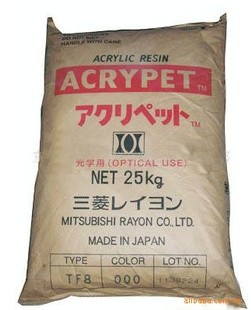 HANDLE WITH CARE
ACRYLIC RESIN
ACRYPET TM
アクリペット TM
光学用 (OPTICAL USE)
NET 25kg
三菱レイヨン
MITSUBISHI RAYON CO., LTD.
MADE IN JAPAN
TYPE COLOR LOT NO.
TF8 000